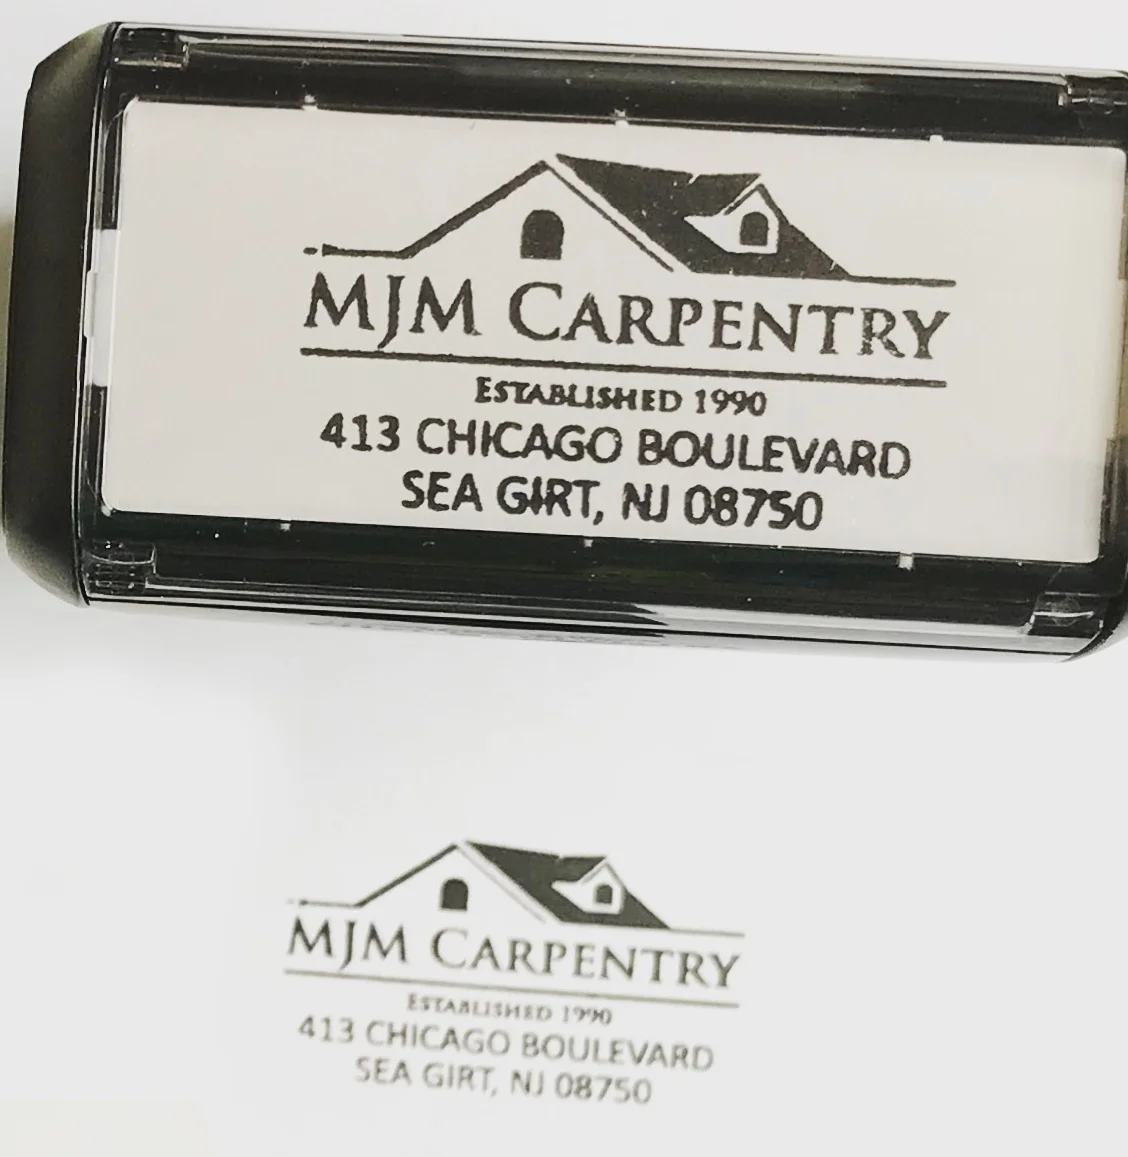 MJM CARPENTRY
ESTABLISHED 1990
413 CHICAGO BOULEVARD
SEA GIRT, NJ 08750
MJM CARPENTRY
ESTABLISHED 1990
413 CHICAGO BOULEVARD
SEA GIRT, NJ 08750